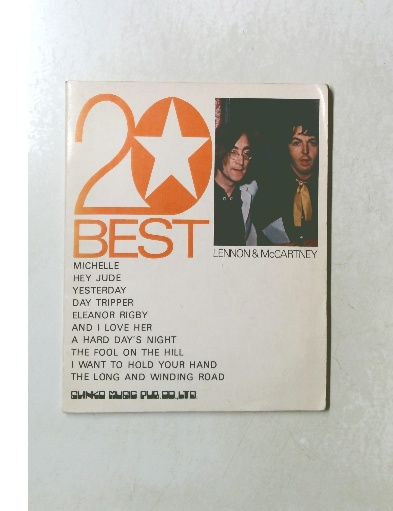 20
BEST
LENNON & McCARTNEY
MICHELLE
HEY JUDE
YESTERDAY
DAY TRIPPER
ELEANOR RIGBY
AND I LOVE HER
A HARD DAY'S NIGHT
THE FOOL ON THE HILL
I WANT TO HOLD YOUR HAND
THE LONG AND WINDING ROAD
MUSIC PUB. CO., LTD.